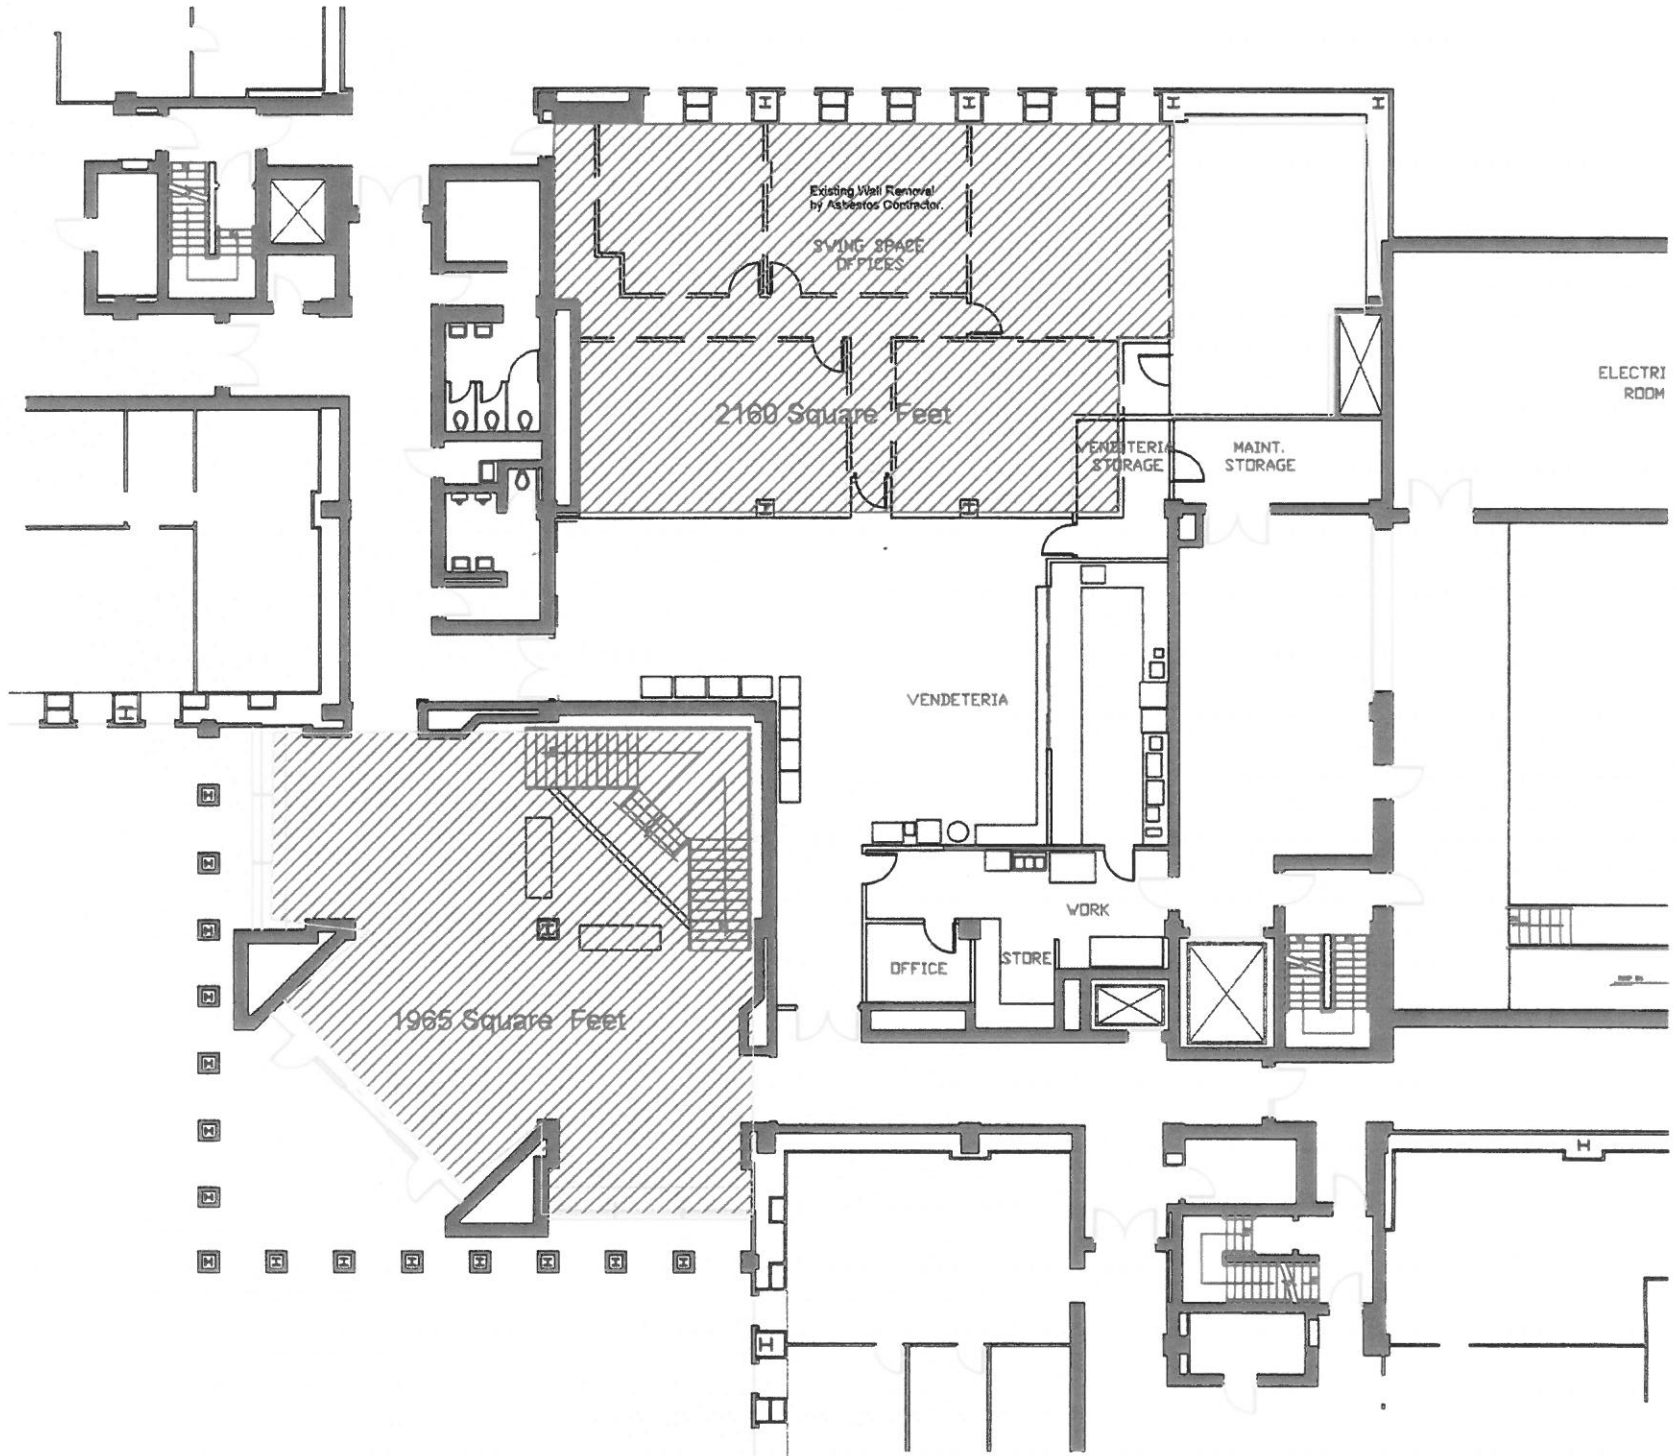 Existing Wall Removal
by Asbestos Contractor.
SWING SPACE
OFFICES
ELECTRI
ROOM
2160 Square Feet
VENDETERIA
STORAGE
MAINT.
STORAGE
VENDETERIA
WORK
OFFICE
STORE
1965 Square Feet